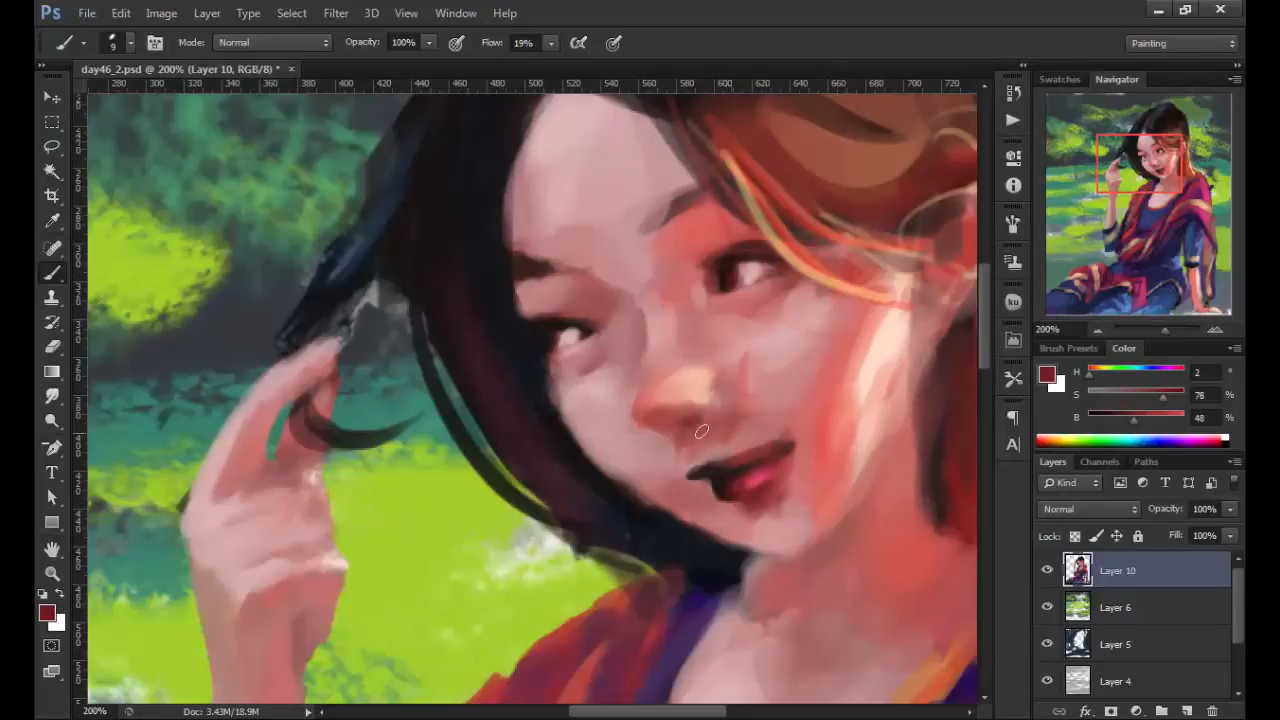 Ps File Edit Image Layer Type Select Filter 3D View Window Help
9 Mode: Normal Opacity: 100% Flow: 19% Painting
day46_2.psd @ 200% (Layer 10, RGB/8) * ×
Swatches Navigator
280 300 320 340 360 380 400 420 440 460 480 500 520 540 560 580 600 620 640 660 680 700 720
200%
Brush Presets Color
H 2 °
S 76 %
B 48 %
Layers Channels Paths
Kind
Normal Opacity: 100%
Lock: Fill: 100%
Layer 10
Layer 6
Layer 5
Layer 4
fx
ku
200% Doc: 3.43M/18.9M